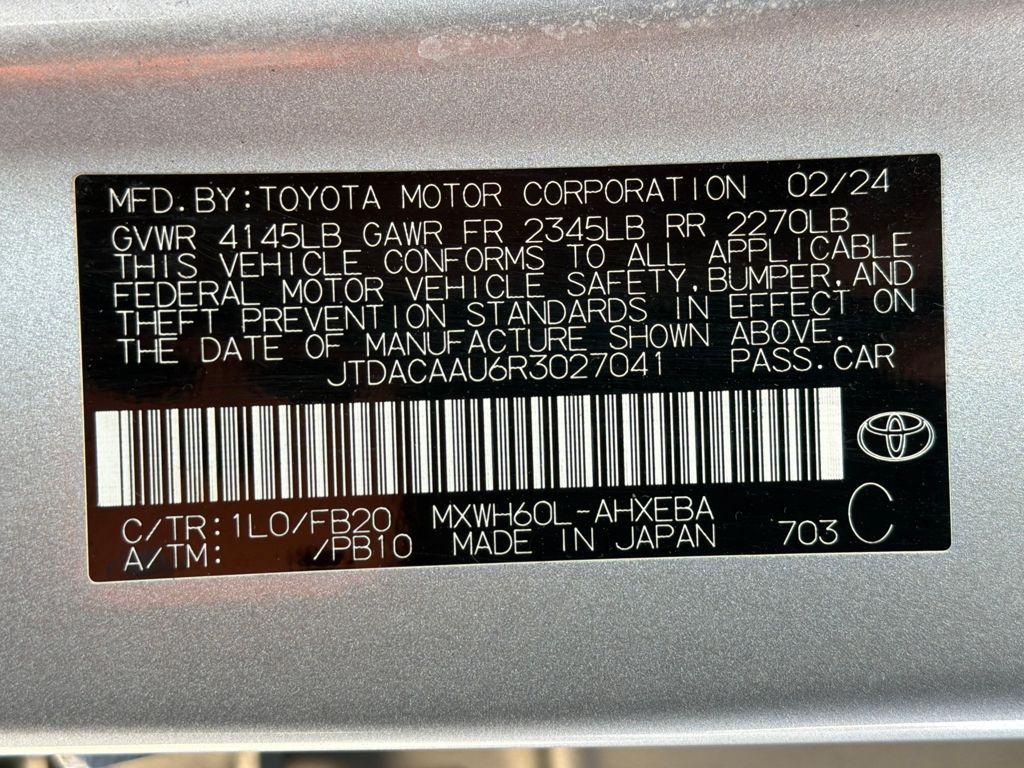 MFD.BY:TOYOTA MOTOR CORPORATION 02/24
GVWR 4145LB GAWR FR 2345LB RR 2270LB
THIS VEHICLE CONFORMS TO ALL APPLICABLE
FEDERAL MOTOR VEHICLE SAFETY,BUMPER,AND
THEFT PREVENTION STANDARDS IN EFFECT ON
THE DATE OF MANUFACTURE SHOWN ABOVE.
JTDACAAU6R3027041 PASS.CAR
C/TR:1L0/FB20 MXWH60L-AHXEBA
A/TM: /PB10 MADE IN JAPAN 703 C